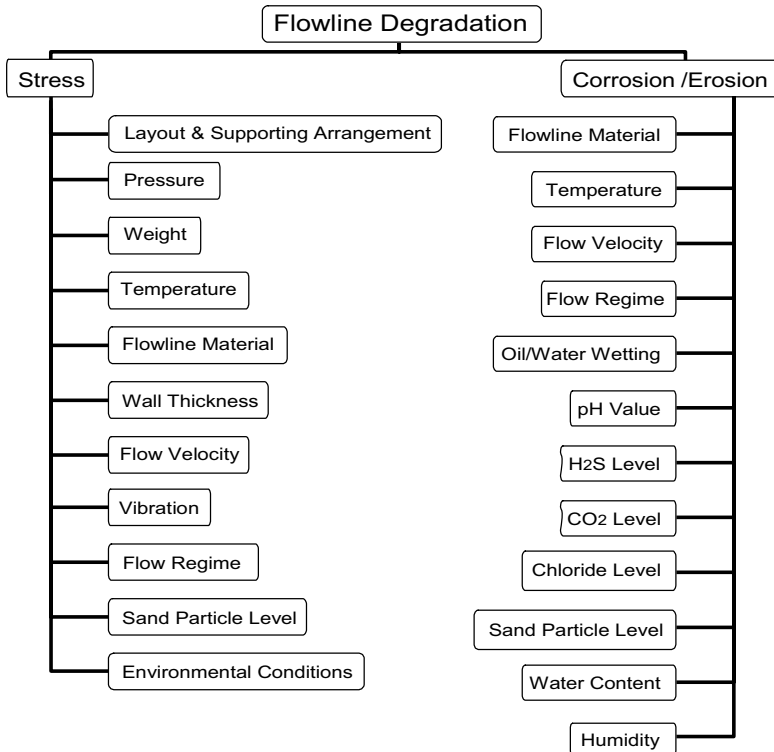 Flowline Degradation
Stress
Layout & Supporting Arrangement
Pressure
Weight
Temperature
Flowline Material
Wall Thickness
Flow Velocity
Vibration
Flow Regime
Sand Particle Level
Environmental Conditions
Corrosion /Erosion
Flowline Material
Temperature
Flow Velocity
Flow Regime
Oil/Water Wetting
pH Value
H2S Level
CO2 Level
Chloride Level
Sand Particle Level
Water Content
Humidity